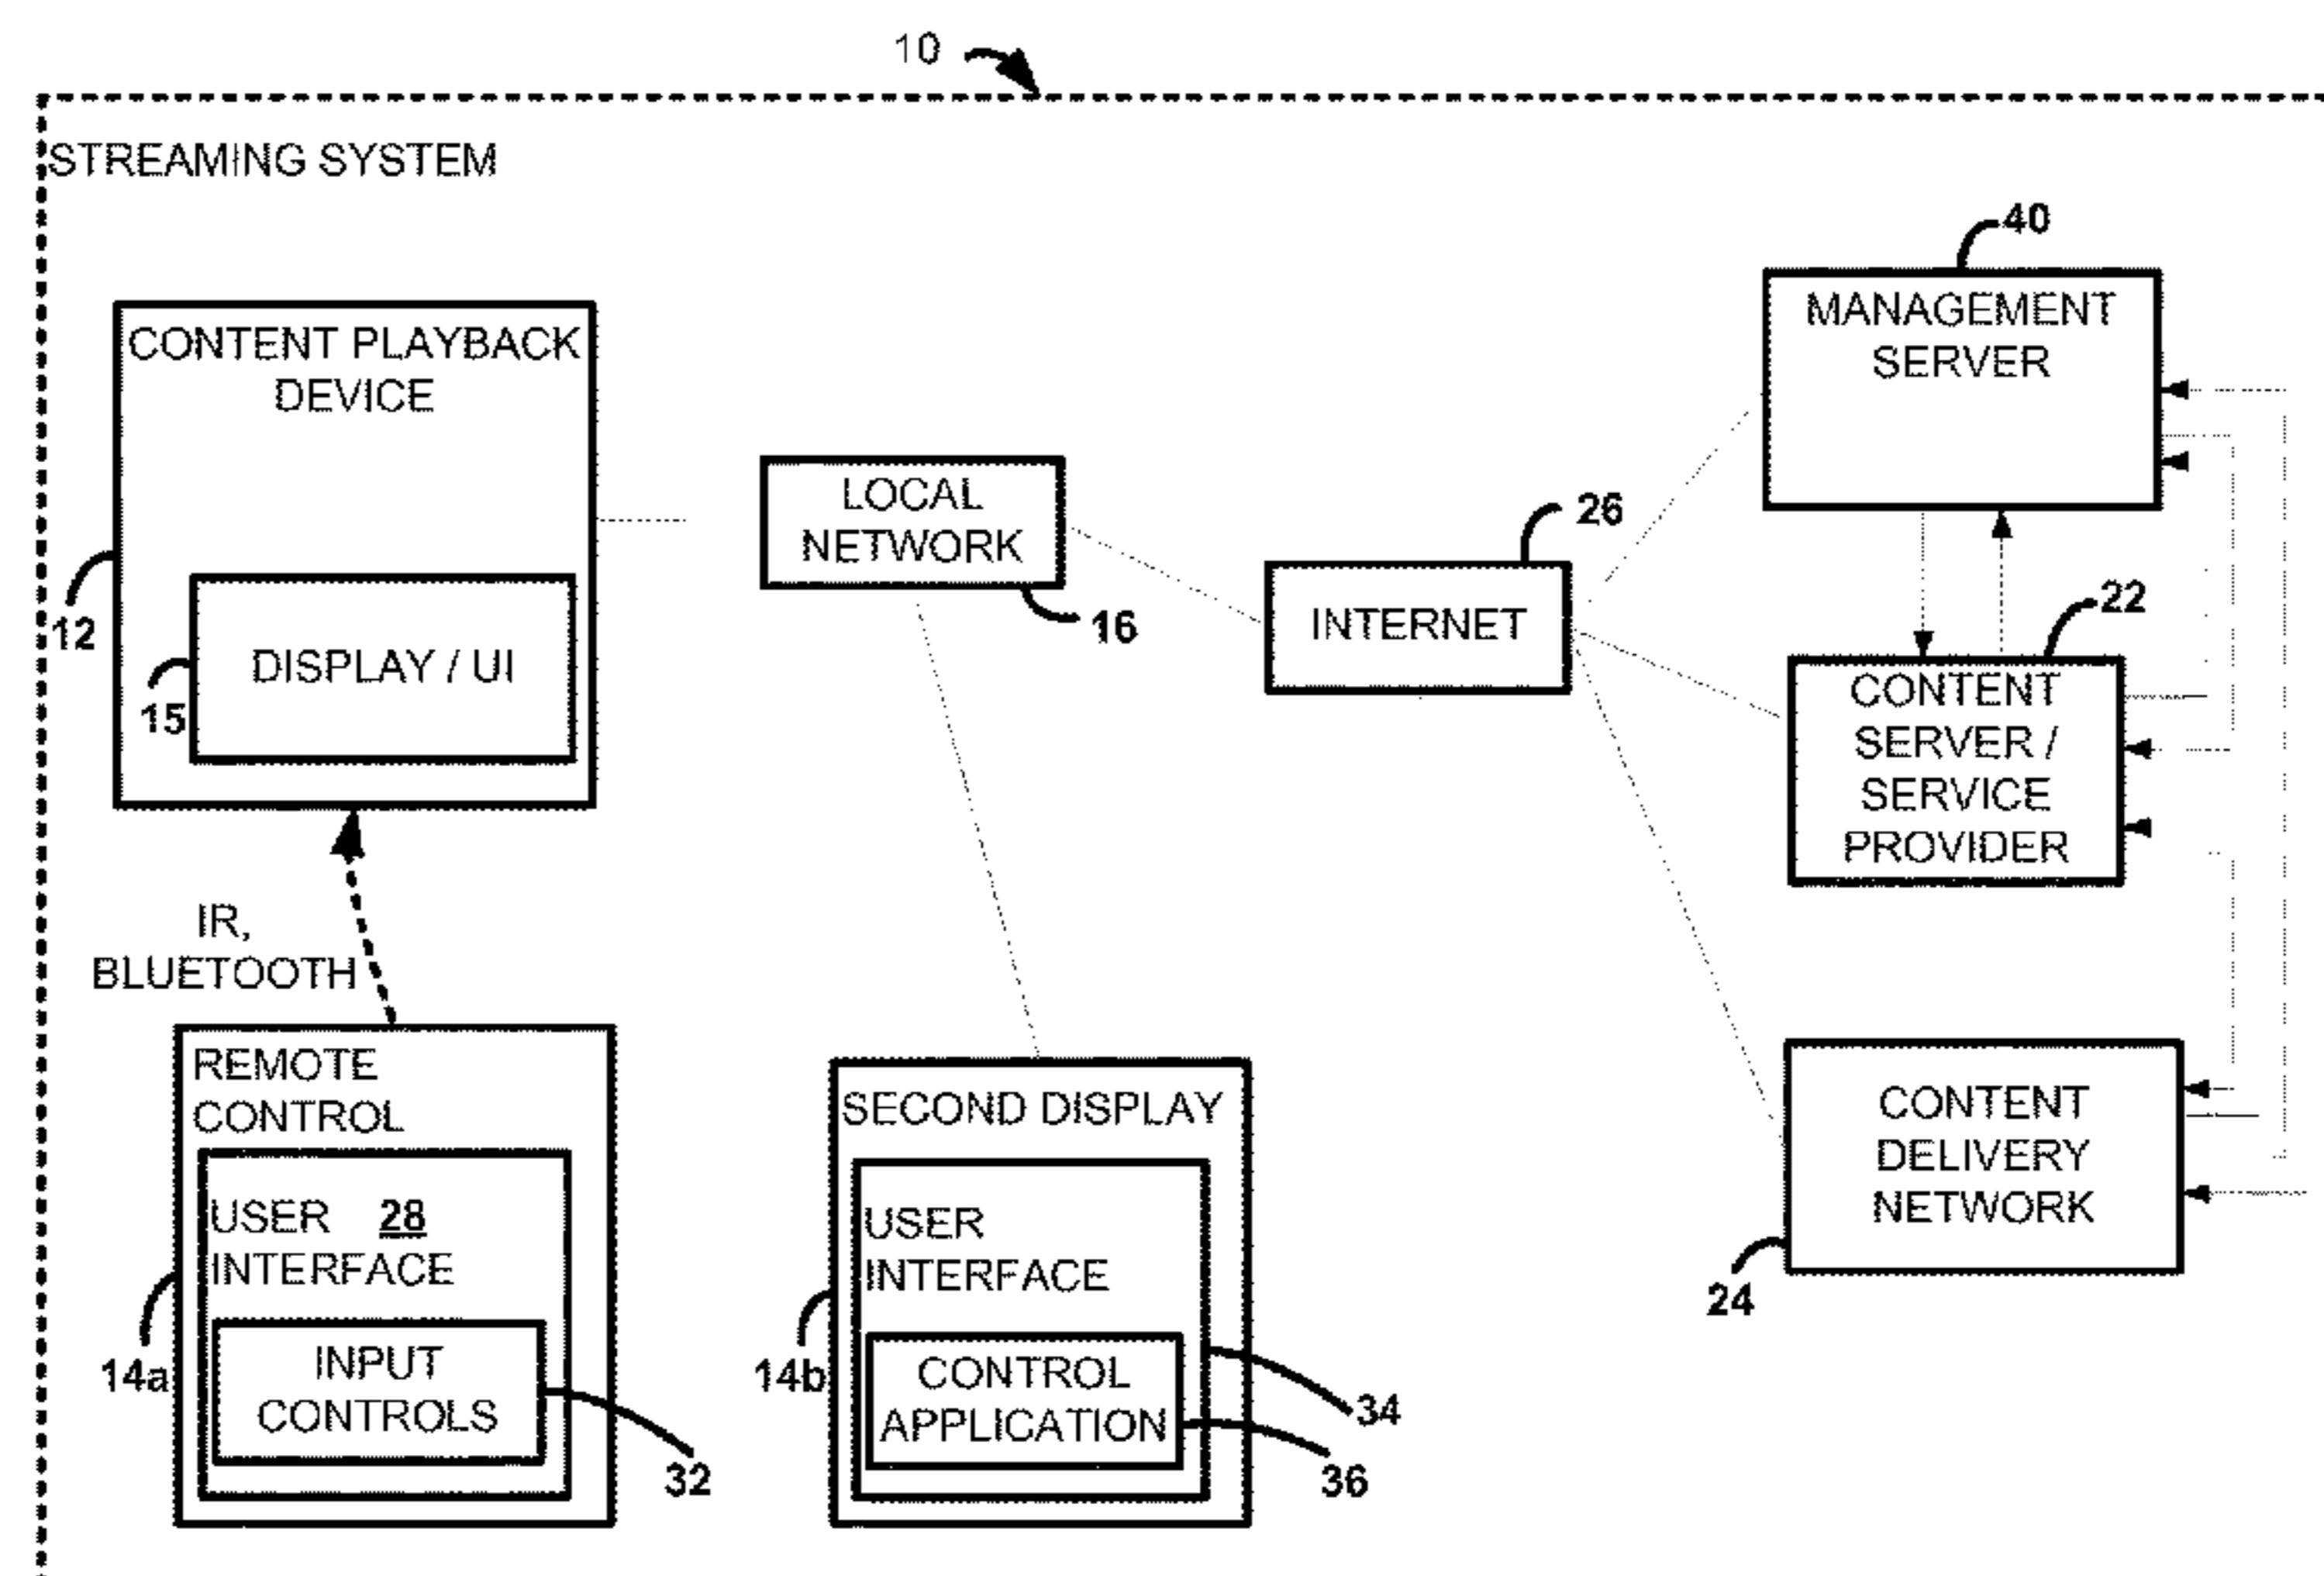 10
STREAMING SYSTEM
40
MANAGEMENT
SERVER
CONTENT PLAYBACK
DEVICE
LOCAL
NETWORK
26
16
INTERNET
22
12
DISPLAY / UI
15
CONTENT
SERVER /
SERVICE
PROVIDER
IR,
BLUETOOTH
REMOTE
CONTROL
USER 28
INTERFACE
14a
INPUT
CONTROLS
32
SECOND DISPLAY
USER
INTERFACE
14b
CONTROL
APPLICATION
34
36
CONTENT
DELIVERY
NETWORK
24